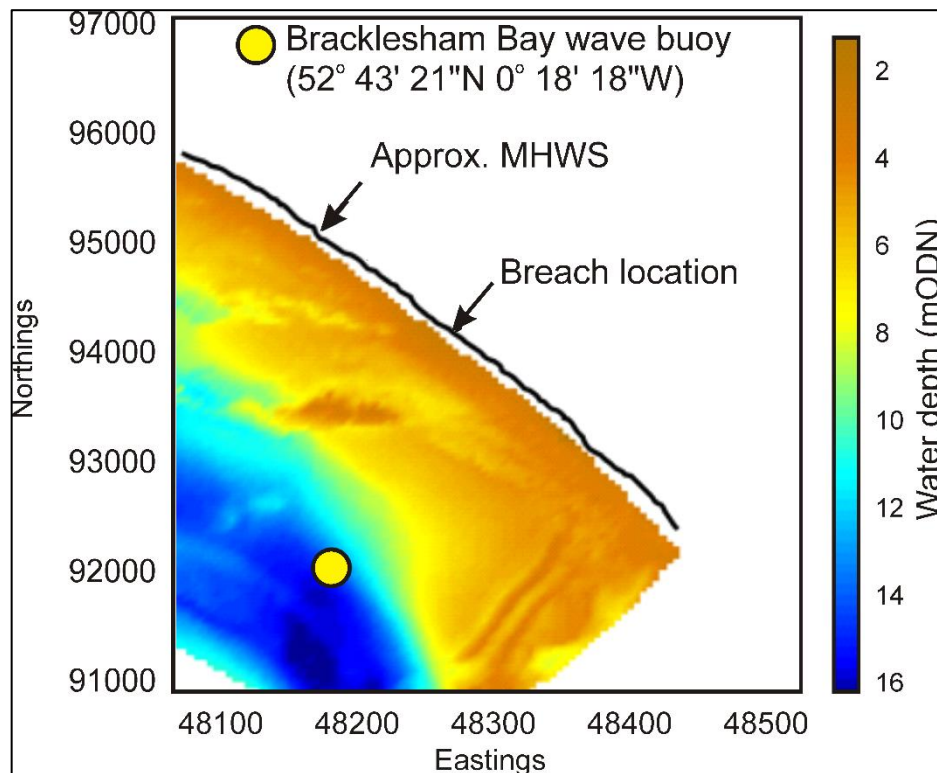 97000
Bracklesham Bay wave buoy
(52° 43' 21"N 0° 18' 18"W)
96000
Approx. MHWS
95000
Breach location
94000
93000
92000
91000
Northings
48100 48200 48300 48400 48500
Eastings
2
4
6
8
10
12
14
16
Water depth (mODN)